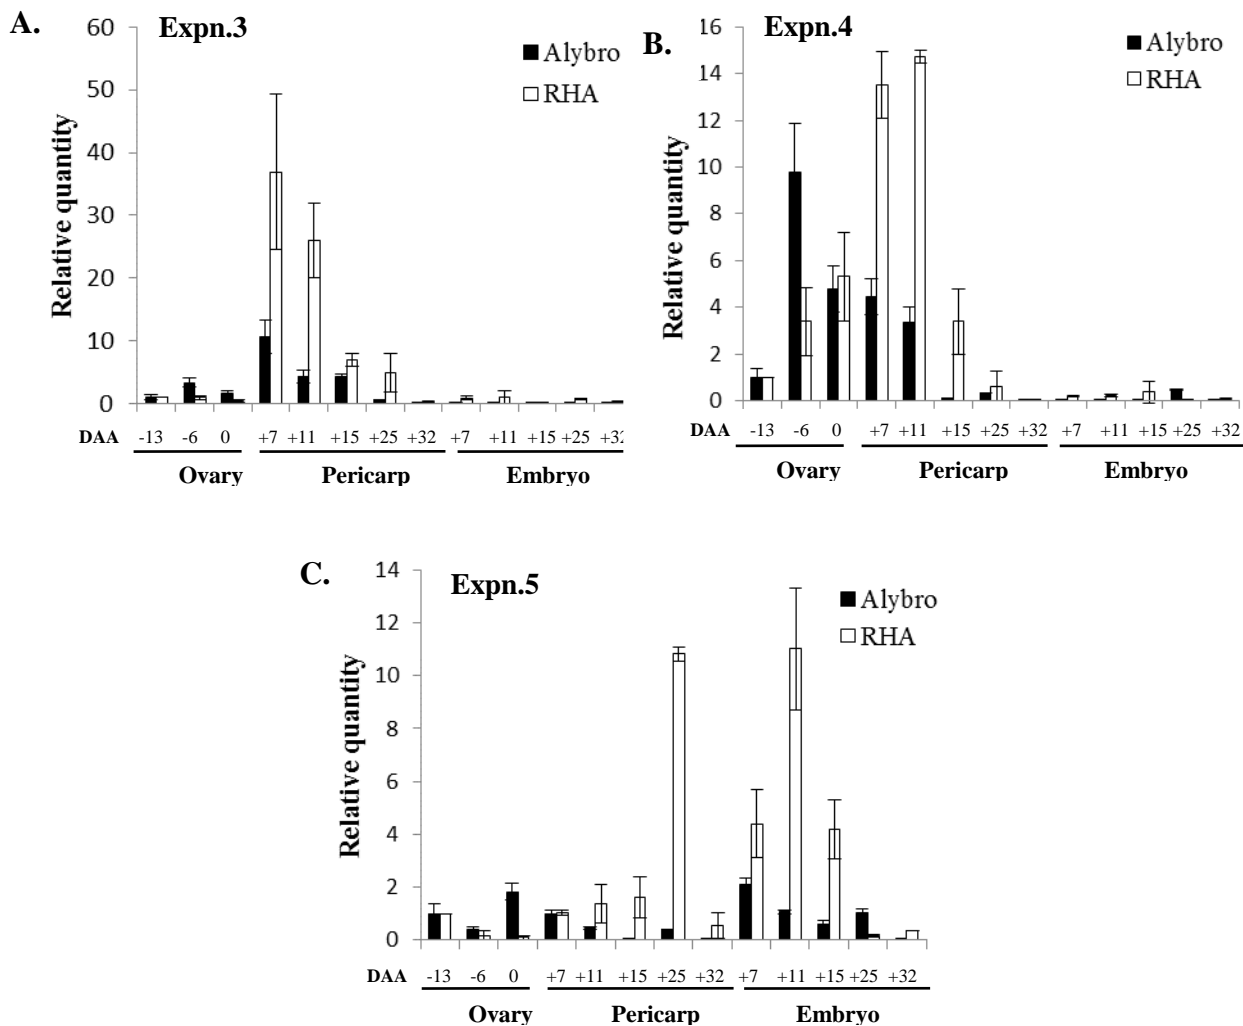 A.
Expn.3
Alybro
RHA
Relative quantity
60
50
40
30
20
10
0
DAA -13 -6 0 +7 +11 +15 +25 +32 +7 +11 +15 +25 +32
Ovary Pericarp Embryo
B.
Expn.4
Alybro
RHA
Relative quantity
16
14
12
10
8
6
4
2
0
DAA -13 -6 0 +7 +11 +15 +25 +32 +7 +11 +15 +25 +32
Ovary Pericarp Embryo
C.
Expn.5
Alybro
RHA
Relative quantity
14
12
10
8
6
4
2
0
DAA -13 -6 0 +7 +11 +15 +25 +32 +7 +11 +15 +25 +32
Ovary Pericarp Embryo